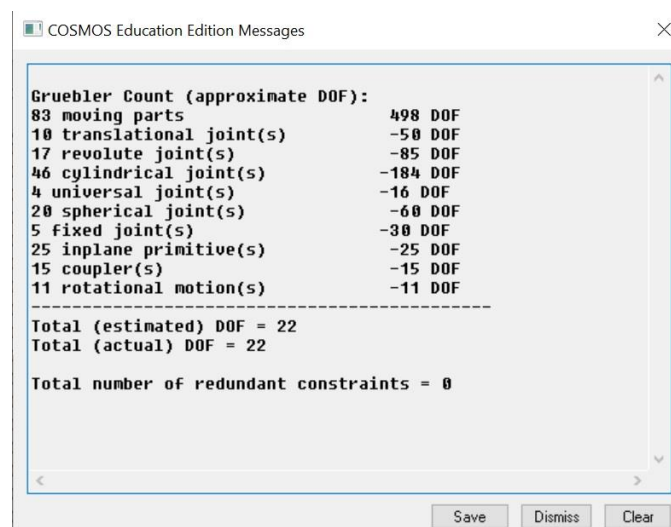 COSMOS Education Edition Messages
Gruebler Count (approximate DOF):
83 moving parts 498 DOF
10 translational joint(s) -50 DOF
17 revolute joint(s) -85 DOF
46 cylindrical joint(s) -184 DOF
4 universal joint(s) -16 DOF
20 spherical joint(s) -60 DOF
5 fixed joint(s) -30 DOF
25 inplane primitive(s) -25 DOF
15 coupler(s) -15 DOF
11 rotational motion(s) -11 DOF
-----------------------------------------------
Total (estimated) DOF = 22
Total (actual) DOF = 22
Total number of redundant constraints = 0
Save Dismiss Clear